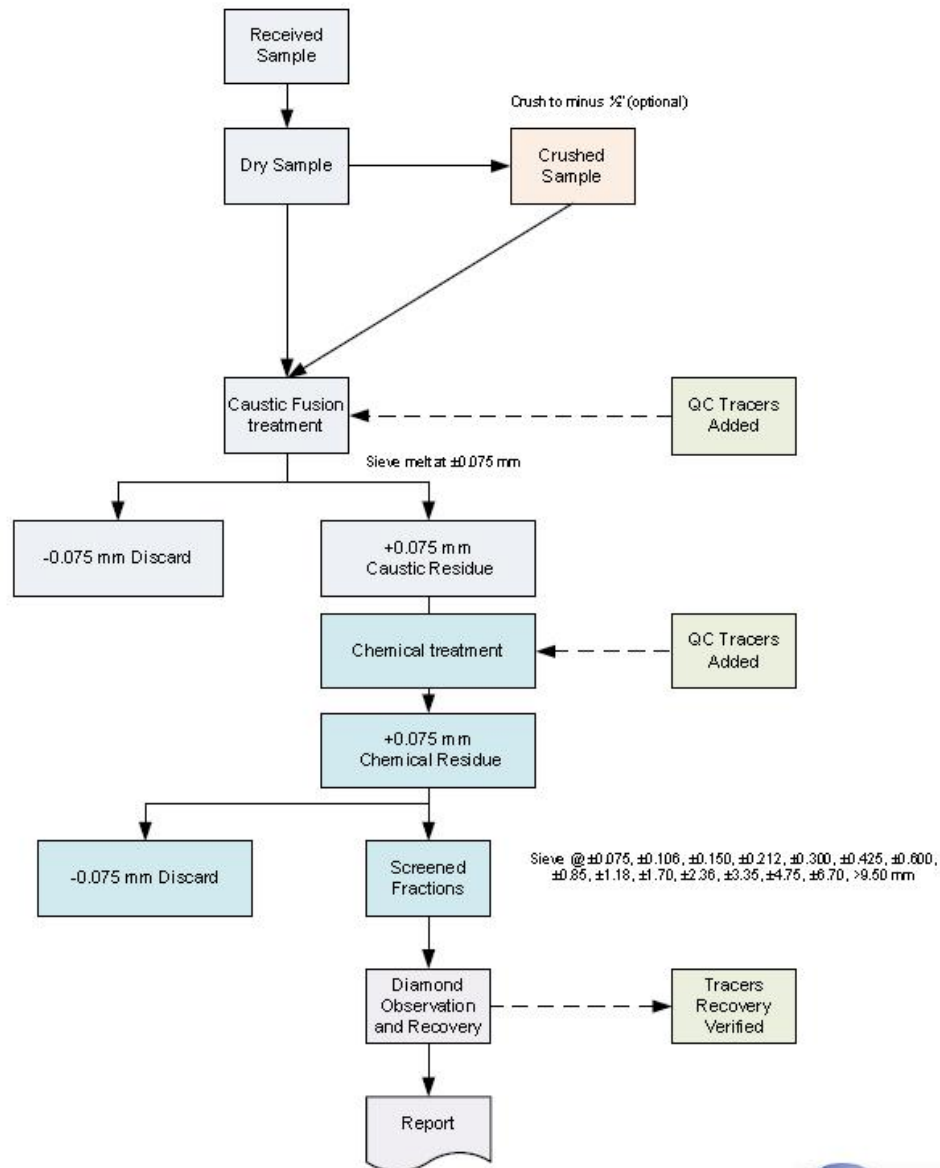 Received
Sample
Crush to minus ½" (optional)
Dry Sample
Crushed
Sample
Caustic Fusion
treatment
QC Tracers
Added
Sieve melt at ±0.075 mm
-0.075 mm Discard
+0.075 mm
Caustic Residue
Chemical treatment
QC Tracers
Added
+0.075 mm
Chemical Residue
-0.075 mm Discard
Screened
Fractions
Sieve @ ±0.075, ±0.106, ±0.150, ±0.212, ±0.300, ±0.425, ±0.600,
±0.85, ±1.18, ±1.70, ±2.36, ±3.35, ±4.75, ±6.70, >9.50 mm
Diamond
Observation
and Recovery
Tracers
Recovery
Verified
Report